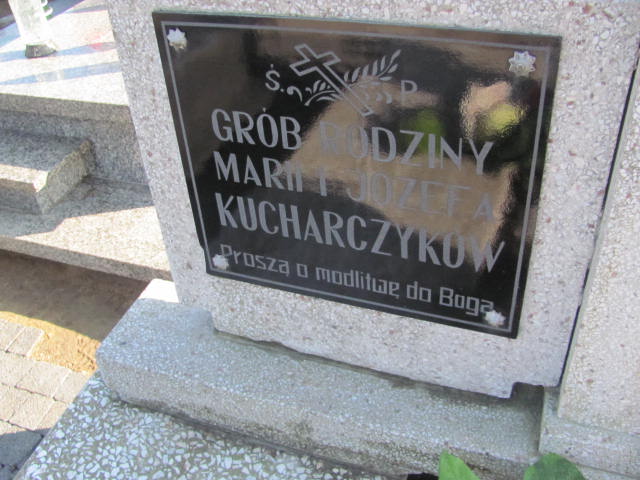 Ś. P.
GRÓB RODZINY
MARII I JÓZEFA
KUCHARCZYKÓW
Proszą o modlitwę do Boga